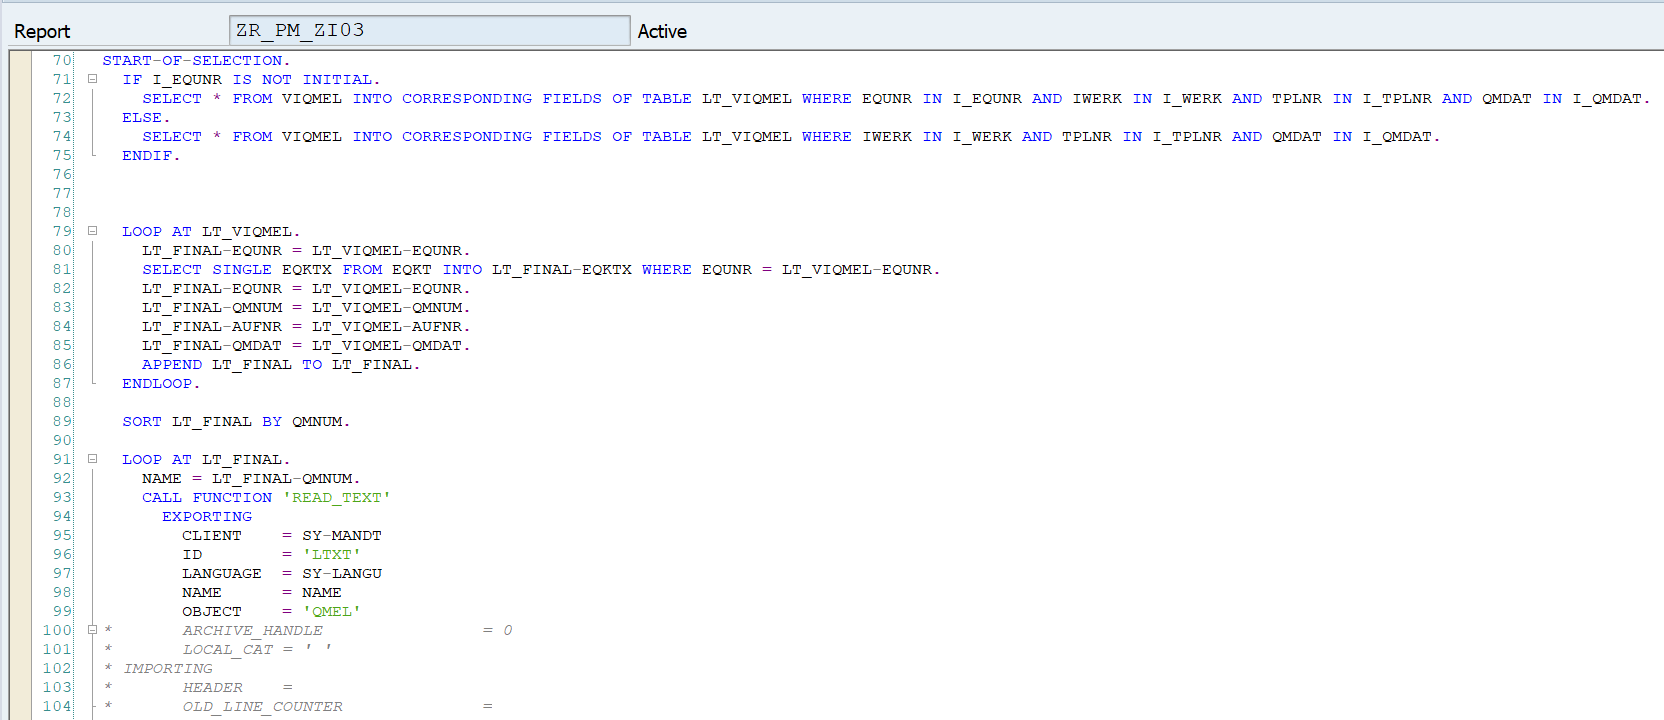 Report ZR_PM_ZI03 Active
70 START-OF-SELECTION.
71 IF I_EQUNR IS NOT INITIAL.
72 SELECT * FROM VIQMEL INTO CORRESPONDING FIELDS OF TABLE LT_VIQMEL WHERE EQUNR IN I_EQUNR AND IWERK IN I_WERK AND TPLNR IN I_TPLNR AND QMDAT IN I_QMDAT.
73 ELSE.
74 SELECT * FROM VIQMEL INTO CORRESPONDING FIELDS OF TABLE LT_VIQMEL WHERE IWERK IN I_WERK AND TPLNR IN I_TPLNR AND QMDAT IN I_QMDAT.
75 ENDIF.
76
77
78
79 LOOP AT LT_VIQMEL.
80 LT_FINAL-EQUNR = LT_VIQMEL-EQUNR.
81 SELECT SINGLE EQKTX FROM EQKT INTO LT_FINAL-EQKTX WHERE EQUNR = LT_VIQMEL-EQUNR.
82 LT_FINAL-EQUNR = LT_VIQMEL-EQUNR.
83 LT_FINAL-QMNUM = LT_VIQMEL-QMNUM.
84 LT_FINAL-AUFNR = LT_VIQMEL-AUFNR.
85 LT_FINAL-QMDAT = LT_VIQMEL-QMDAT.
86 APPEND LT_FINAL TO LT_FINAL.
87 ENDLOOP.
88
89 SORT LT_FINAL BY QMNUM.
90
91 LOOP AT LT_FINAL.
92 NAME = LT_FINAL-QMNUM.
93 CALL FUNCTION 'READ_TEXT'
94 EXPORTING
95 CLIENT = SY-MANDT
96 ID = 'LTXT'
97 LANGUAGE = SY-LANGU
98 NAME = NAME
99 OBJECT = 'QMEL'
100 * ARCHIVE_HANDLE = 0
101 * LOCAL_CAT = ' '
102 * IMPORTING
103 * HEADER =
104 * OLD_LINE_COUNTER =